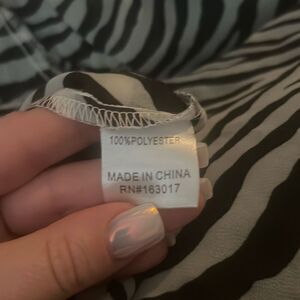 100%POLYESTER
MADE IN CHINA
RN#163017